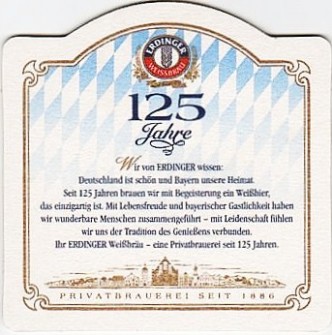 ERDINGER
WEISSBRÄU
125
Jahre
Wir von ERDINGER wissen:
Deutschland ist schön und Bayern unsere Heimat.
Seit 125 Jahren brauen wir mit Begeisterung ein Weißbier,
das einzigartig ist. Mit Lebensfreude und bayerischer Gastlichkeit haben
wir wunderbare Menschen zusammengeführt – mit Leidenschaft fühlen
wir uns der Tradition des Genießens verbunden.
Ihr ERDINGER Weißbräu – eine Privatbrauerei seit 125 Jahren.
PRIVATBRAUEREI SEIT 1886